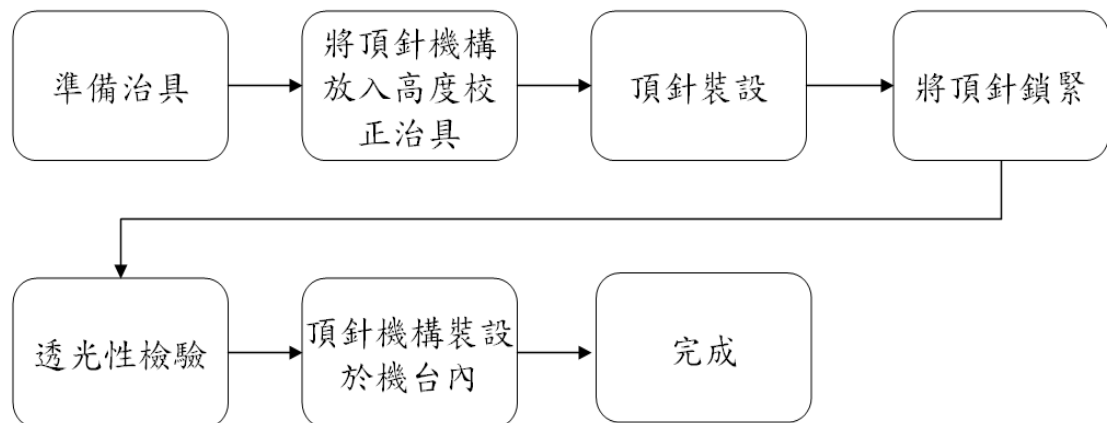 準備治具
將頂針機構
放入高度校
正治具
頂針裝設
將頂針鎖緊
透光性檢驗
頂針機構裝設
於機台內
完成